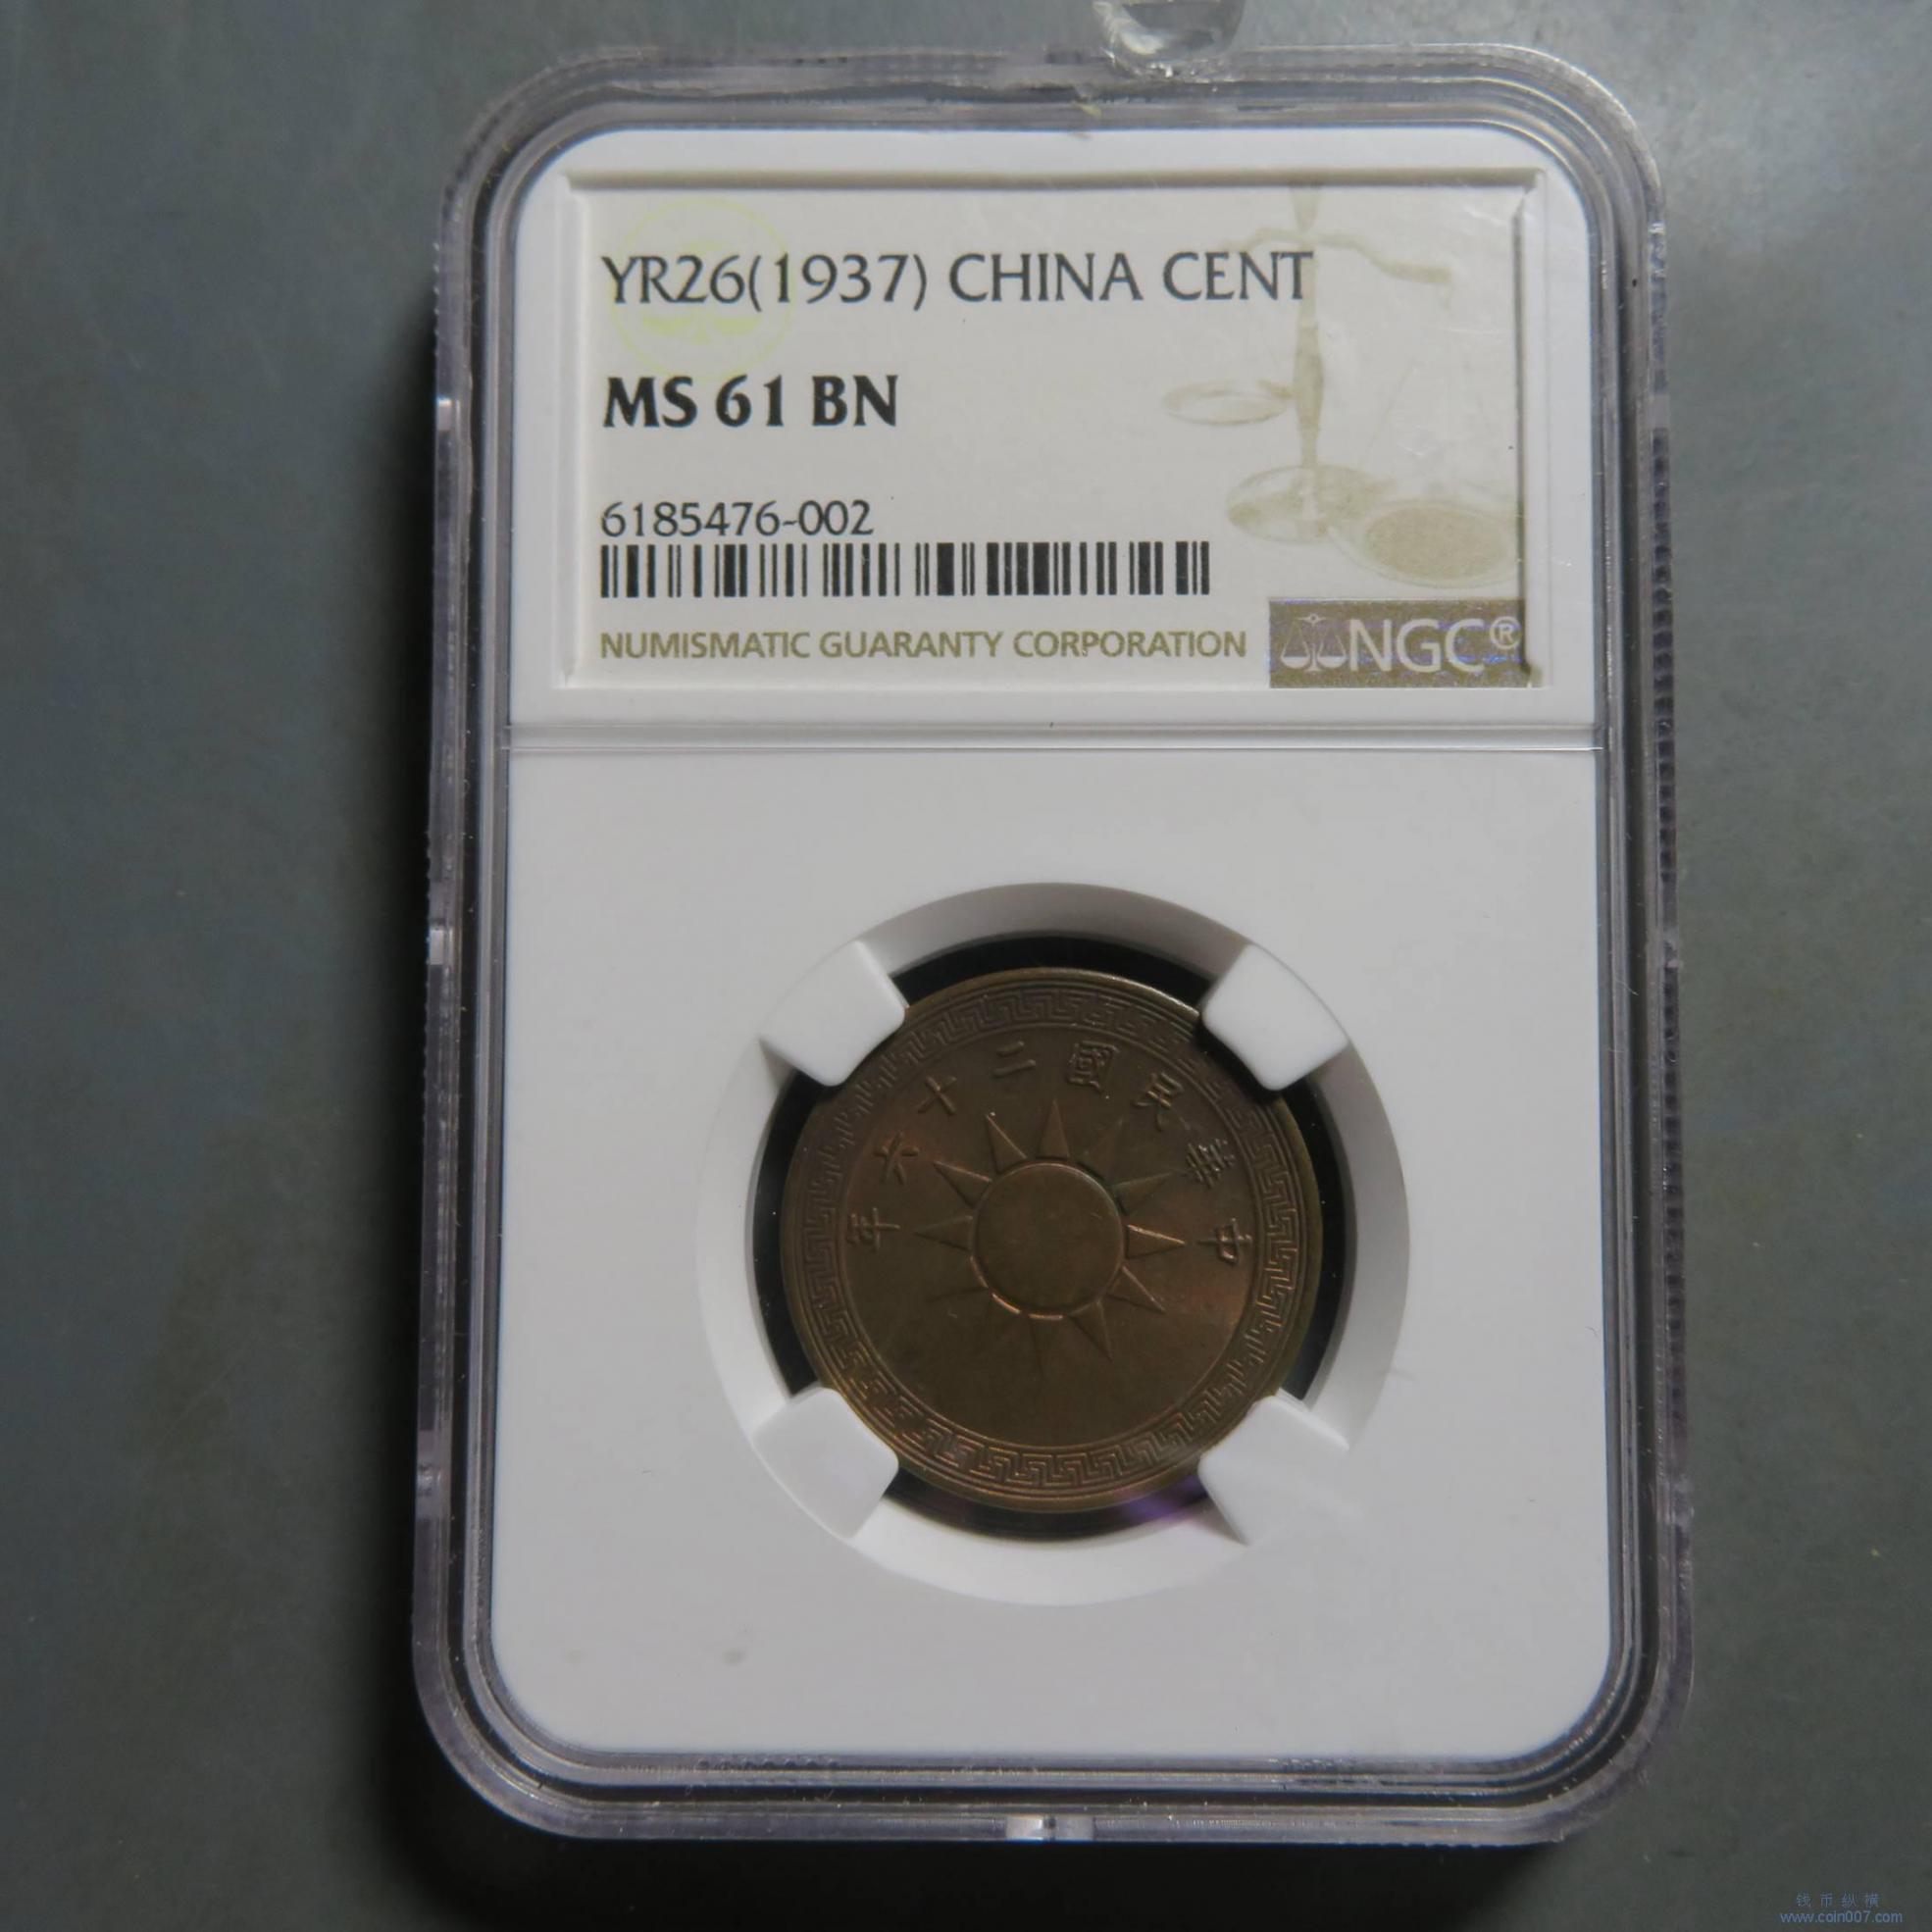 YR26(1937) CHINA CENT
MS 61 BN
6185476-002
NUMISMATIC GUARANTY CORPORATION
NGC®
年六十二國民華中
钱币纵横
www.coin007.com